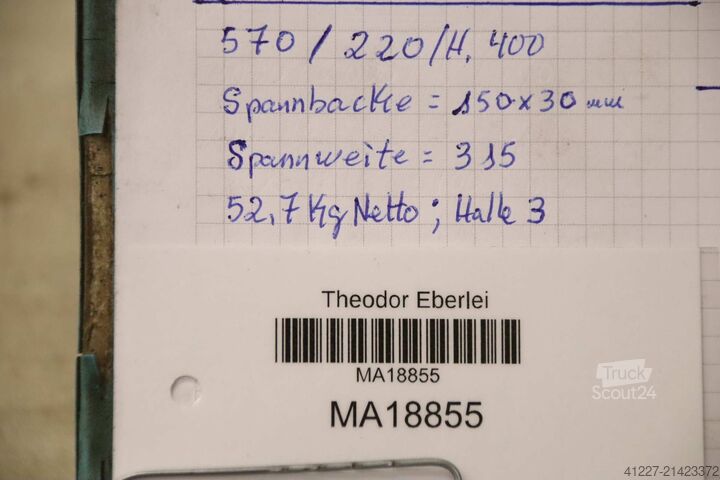 570 / 220 / H. 400
Spannbacke = 150 x 30 mm
Spannweite = 315
52,7 Kg Netto ; Halle 3
Theodor Eberlei
MA18855
MA18855
Truck
Scout24
41227-21423372